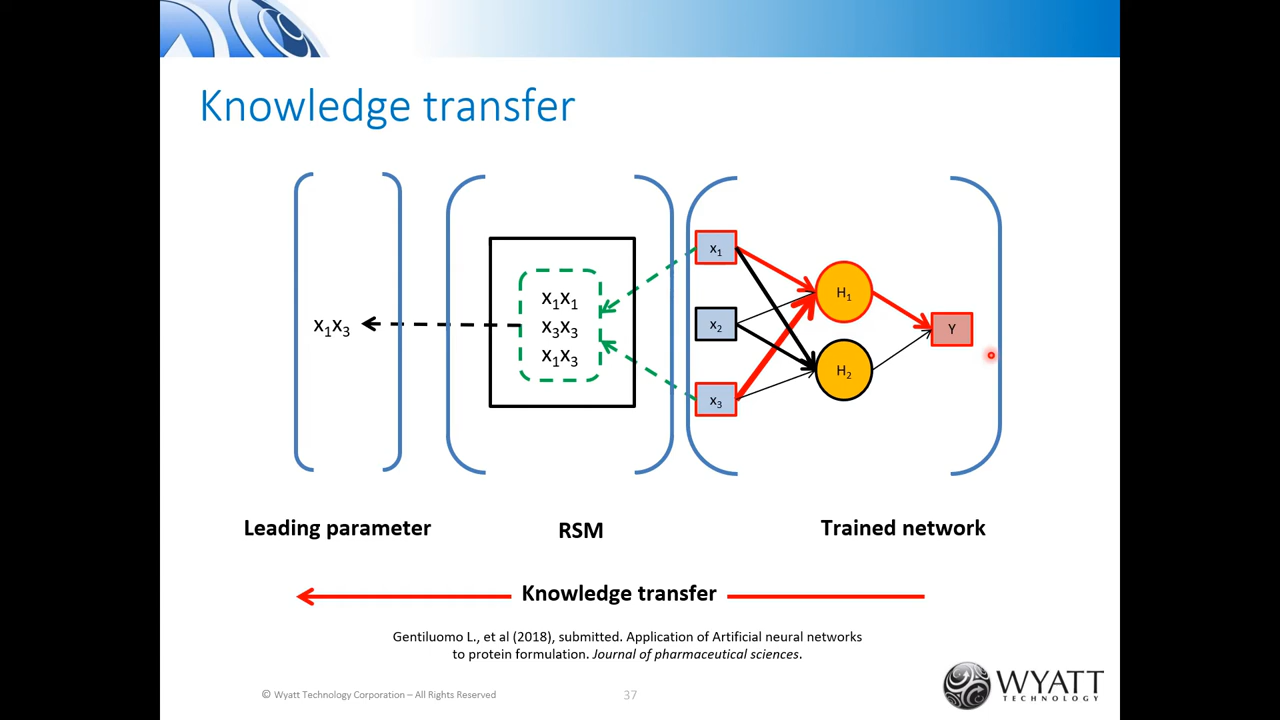 Knowledge transfer
x₁x₃
x₁x₁
x₃x₃
x₁x₃
x₁
x₂
x₃
H₁
H₂
Y
Leading parameter
RSM
Trained network
Knowledge transfer
Gentiluomo L., et al (2018), submitted. Application of Artificial neural networks
to protein formulation. Journal of pharmaceutical sciences.
© Wyatt Technology Corporation – All Rights Reserved
37
WYATT
TECHNOLOGY